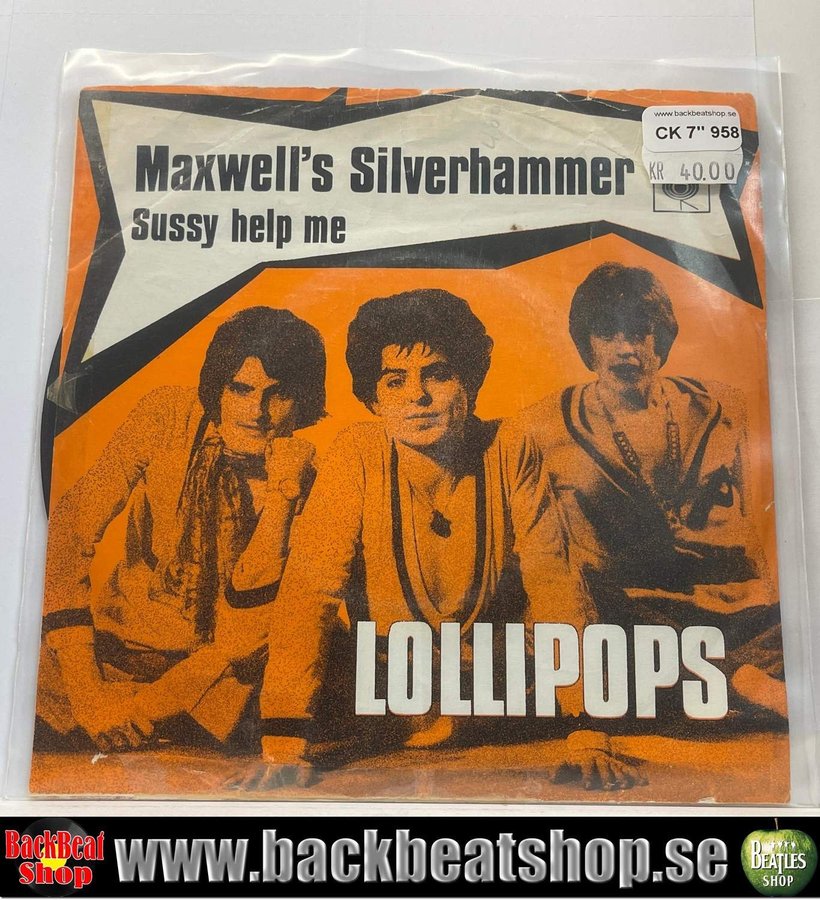 www.backbeatshop.se
CK 7" 958
KR 40.00
Maxwell's Silverhammer
Sussy help me
LOLLIPOPS
BackBeat
Shop
www.backbeatshop.se
BEATLES
SHOP